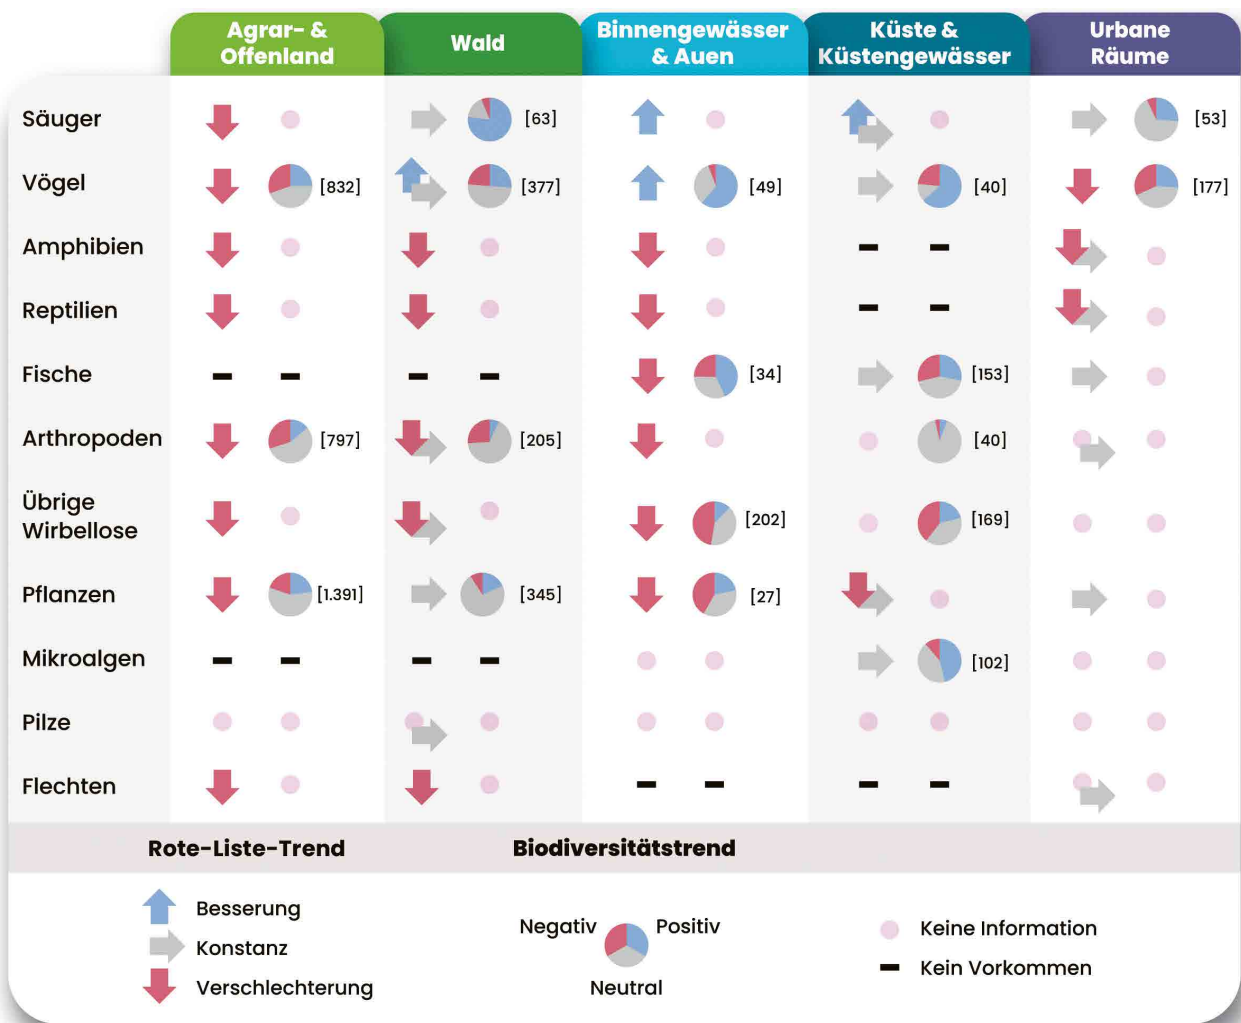 Agrar- &
Offenland
Wald
Binnengewässer
& Auen
Küste &
Küstengewässer
Urbane
Räume
Säuger
[63]
[53]
Vögel
[832]
[377]
[49]
[40]
[177]
Amphibien
Reptilien
Fische
[34]
[153]
Arthropoden
[797]
[205]
[40]
Übrige
Wirbellose
[202]
[169]
Pflanzen
[1.391]
[345]
[27]
Mikroalgen
[102]
Pilze
Flechten
Rote-Liste-Trend
Biodiversitätstrend
Besserung
Konstanz
Verschlechterung
Negativ
Positiv
Neutral
Keine Information
Kein Vorkommen